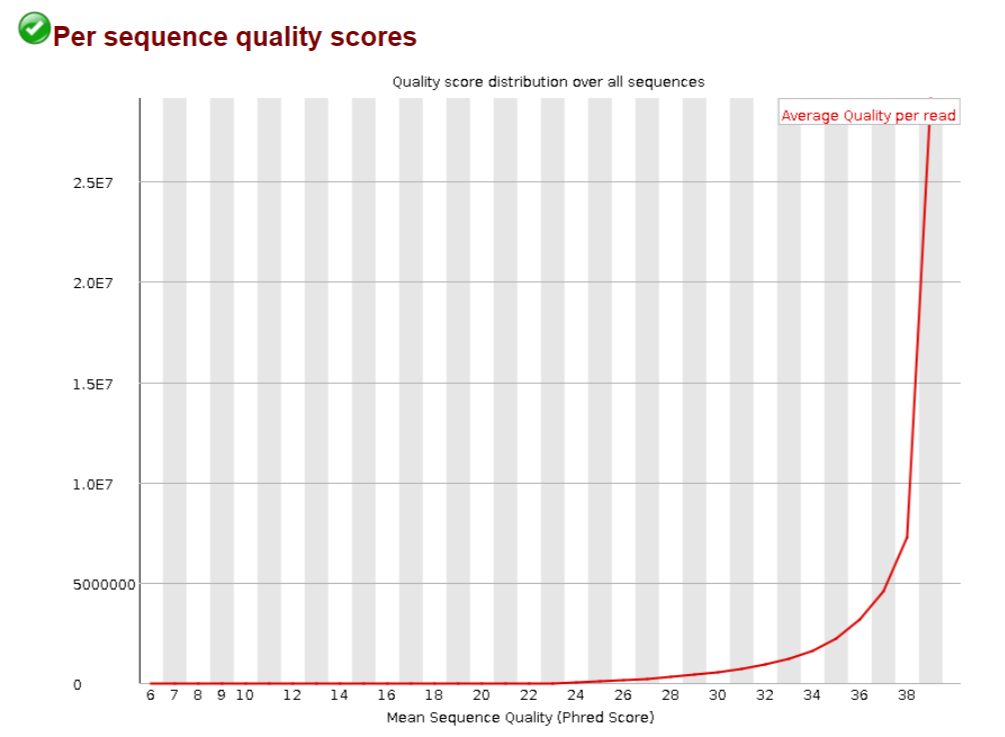 Per sequence quality scores
Quality score distribution over all sequences
Average Quality per read
2.5E7
2.0E7
1.5E7
1.0E7
5000000
0
6 7 8 9 10 12 14 16 18 20 22 24 26 28 30 32 34 36 38
Mean Sequence Quality (Phred Score)